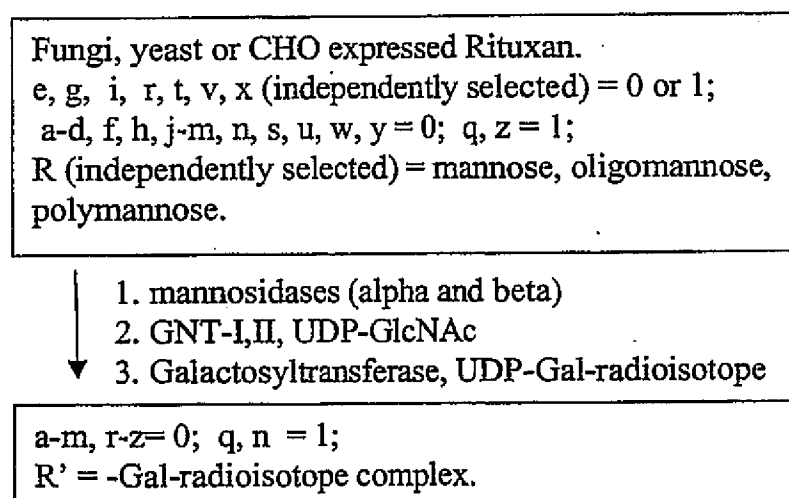 Fungi, yeast or CHO expressed Rituxan.
e, g, i, r, t, v, x (independently selected) = 0 or 1;
a-d, f, h, j-m, n, s, u, w, y = 0; q, z = 1;
R (independently selected) = mannose, oligomannose,
polymannose.
1. mannosidases (alpha and beta)
2. GNT-I,II, UDP-GlcNAc
3. Galactosyltransferase, UDP-Gal-radioisotope
a-m, r-z= 0; q, n = 1;
R' = -Gal-radioisotope complex.